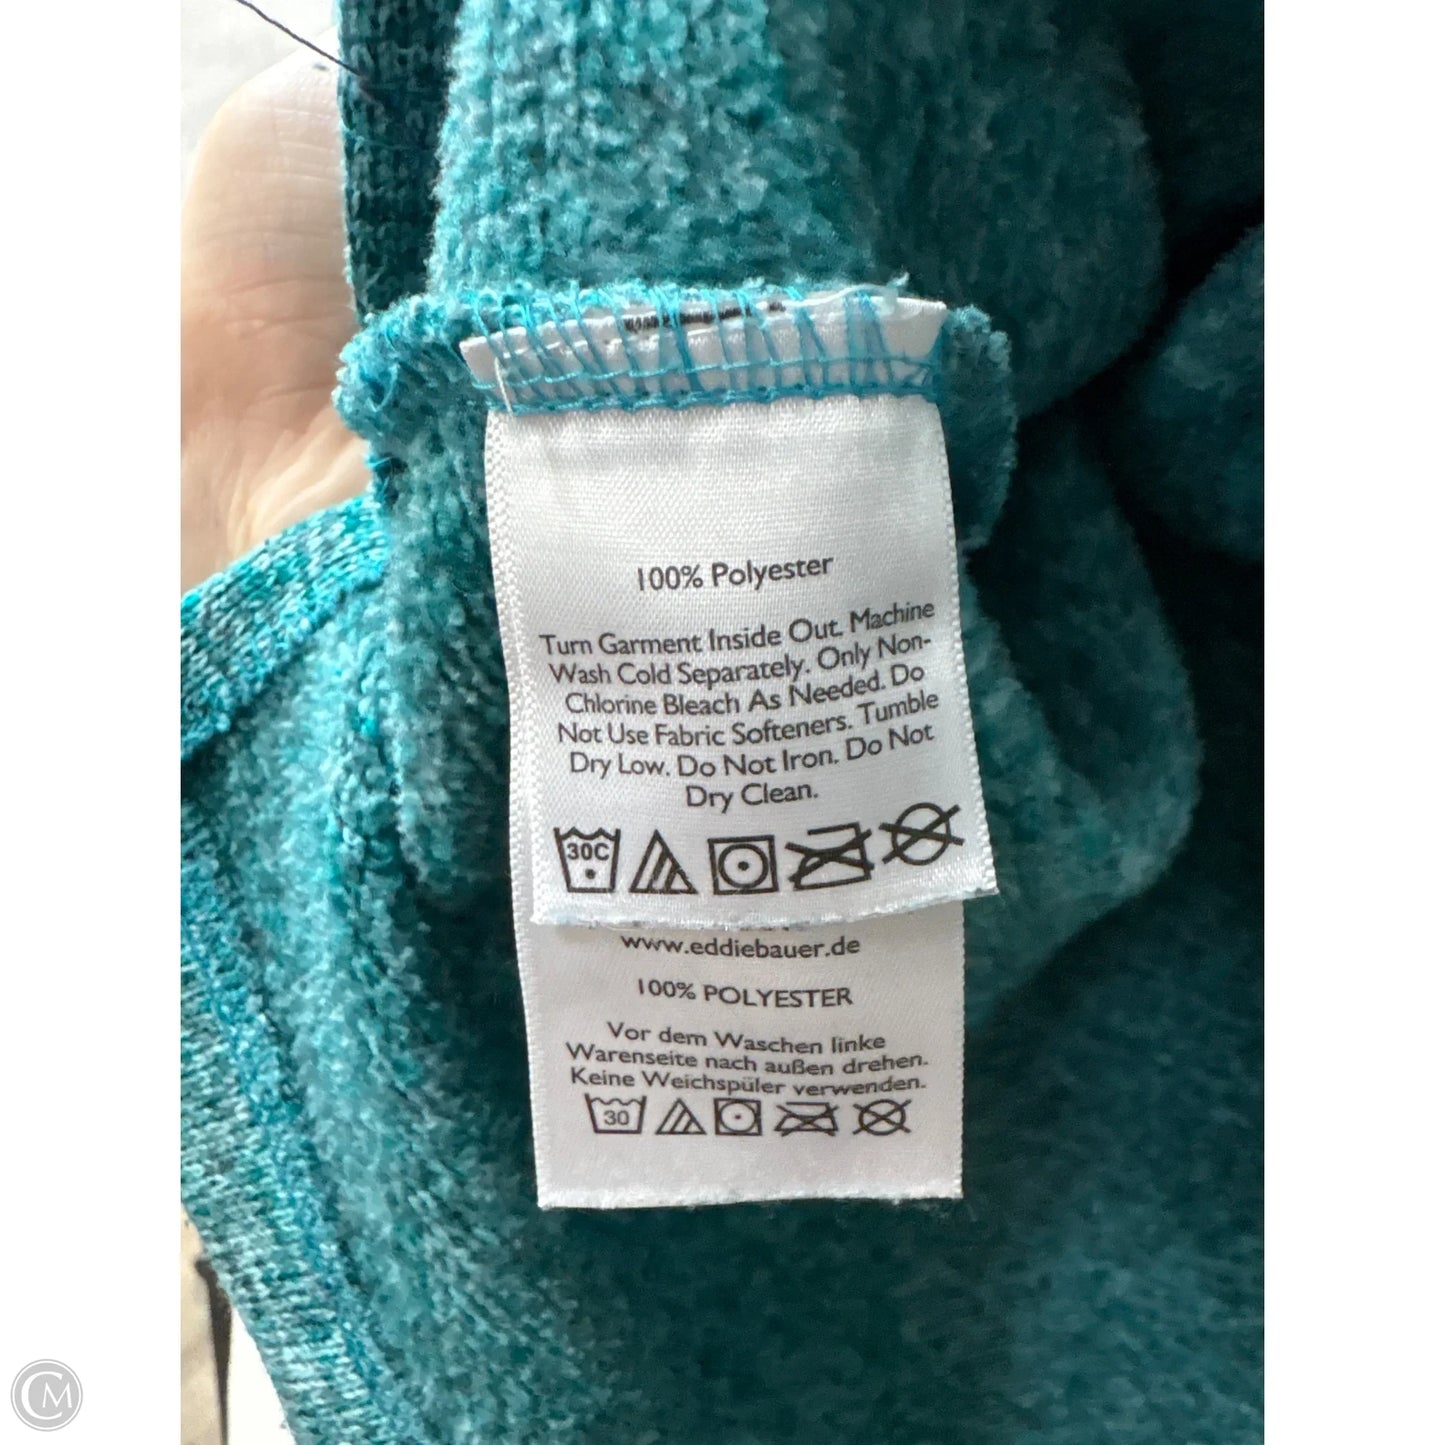 100% Polyester
Turn Garment Inside Out. Machine
Wash Cold Separately. Only Non-
Chlorine Bleach As Needed. Do
Not Use Fabric Softeners. Tumble
Dry Low. Do Not Iron. Do Not
Dry Clean.
30C
www.eddiebauer.de
100% POLYESTER
Vor dem Waschen linke
Warenseite nach außen drehen.
Keine Weichspüler verwenden.
30
CM